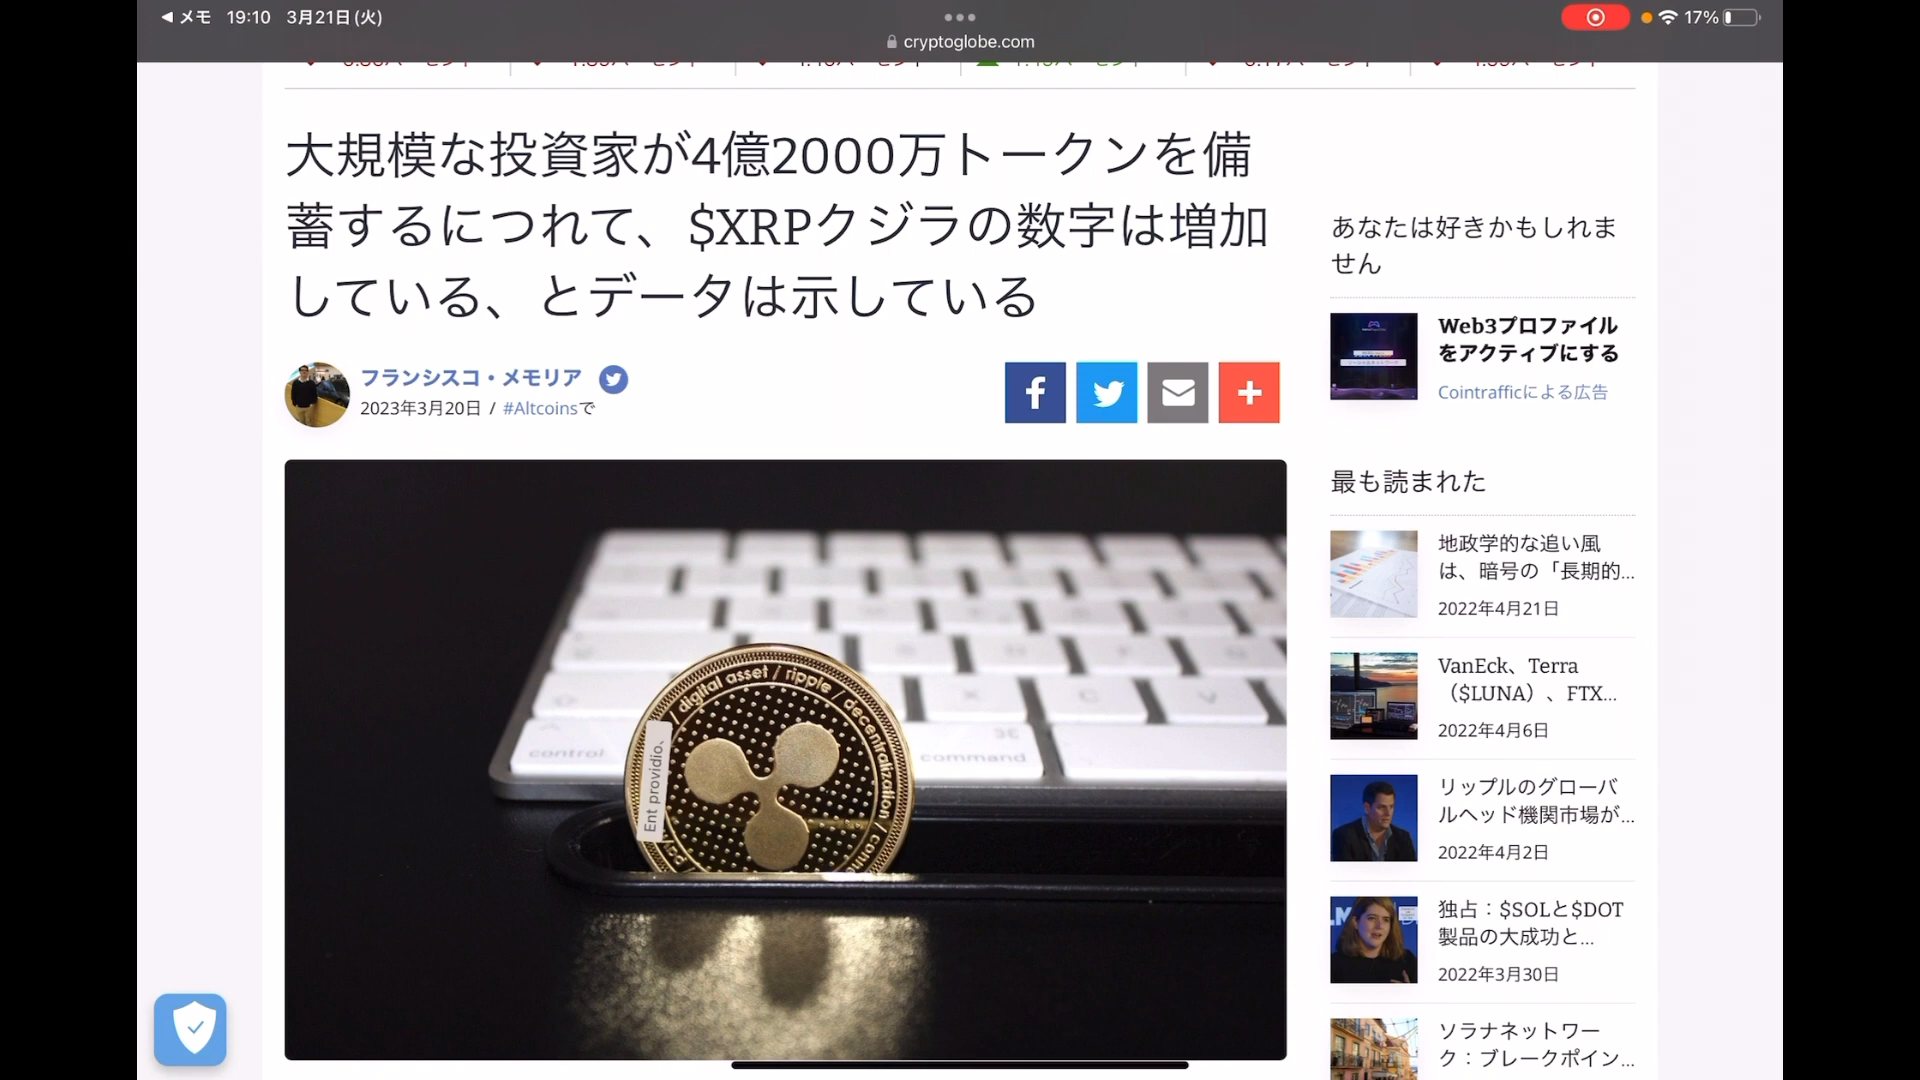 ◀ メモ 19:10 3月21日(火)
17%
cryptoglobe.com
大規模な投資家が4億2000万トークンを備
蓄するにつれて、$XRPクジラの数字は増加
している、とデータは示している
フランシスコ・メモリア
2023年3月20日 / #Altcoinsで
digital asset / ripple / decentralization / conne
pay
Ent providio、
control
command
あなたは好きかもしれま
せん
Web3プロファイル
をアクティブにする
Cointrafficによる広告
最も読まれた
地政学的な追い風
は、暗号の「長期的...
2022年4月21日
VanEck、Terra
（$LUNA）、FTX...
2022年4月6日
リップルのグローバ
ルヘッド機関市場が...
2022年4月2日
独占：$SOLと$DOT
製品の大成功と...
2022年3月30日
ソラナネットワー
ク：ブレークポイン...